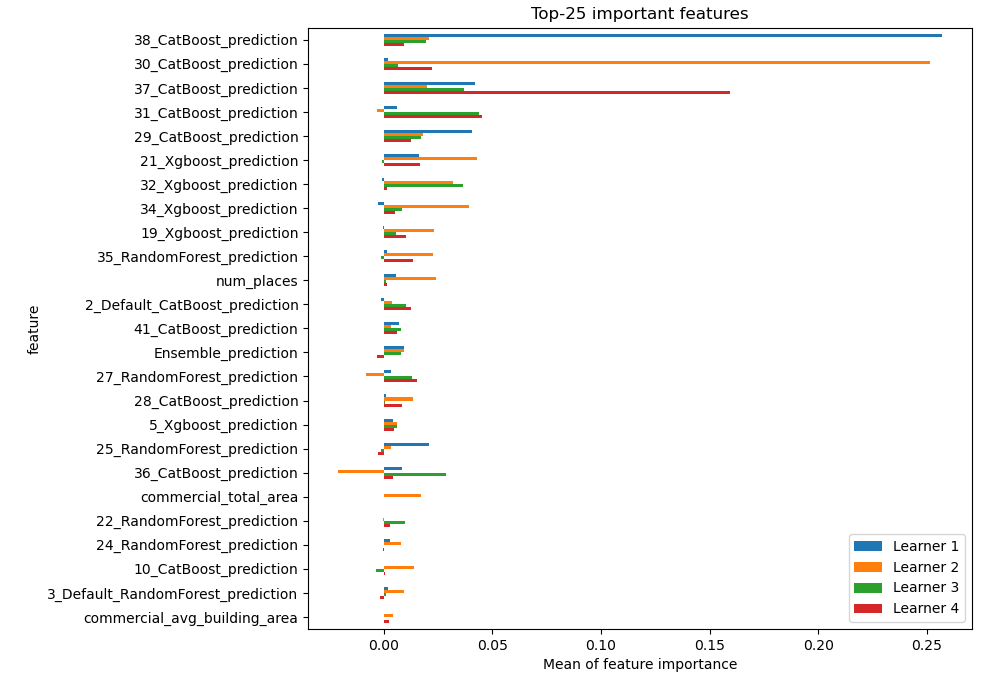 Top-25 important features
38_CatBoost_prediction
30_CatBoost_prediction
37_CatBoost_prediction
31_CatBoost_prediction
29_CatBoost_prediction
21_Xgboost_prediction
32_Xgboost_prediction
34_Xgboost_prediction
19_Xgboost_prediction
35_RandomForest_prediction
num_places
2_Default_CatBoost_prediction
41_CatBoost_prediction
Ensemble_prediction
27_RandomForest_prediction
28_CatBoost_prediction
5_Xgboost_prediction
25_RandomForest_prediction
36_CatBoost_prediction
commercial_total_area
22_RandomForest_prediction
24_RandomForest_prediction
10_CatBoost_prediction
3_Default_RandomForest_prediction
commercial_avg_building_area
feature
Learner 1
Learner 2
Learner 3
Learner 4
0.00 0.05 0.10 0.15 0.20 0.25
Mean of feature importance